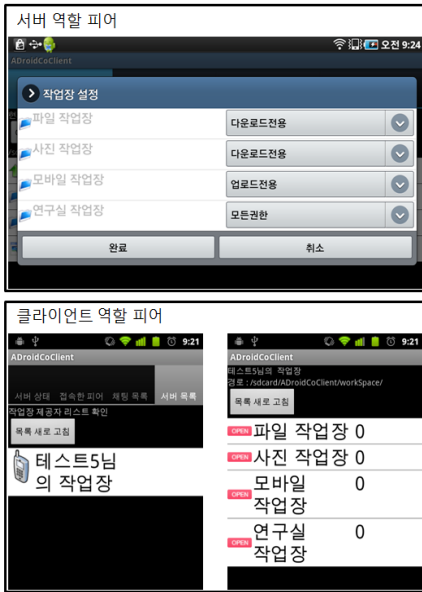 서버 역할 피어
오전 9:24
ADroidCoClient
작업장 설정
파일 작업장 다운로드전용
사진 작업장 다운로드전용
모바일 작업장 업로드전용
연구실 작업장 모든권한
완료 취소
클라이언트 역할 피어
9:21
ADroidCoClient
서버 상태 접속한 피어 채팅 목록 서버 목록
작업장 제공자 리스트 확인
목록 새로 고침
테스트5님
의 작업장
9:21
ADroidCoClient
테스트5님의 작업장
경로 : /sdcard/ADroidCoClient/workSpace/
목록 새로 고침
OPEN 파일 작업장 0
OPEN 사진 작업장 0
OPEN 모바일 0
작업장
OPEN 연구실 0
작업장